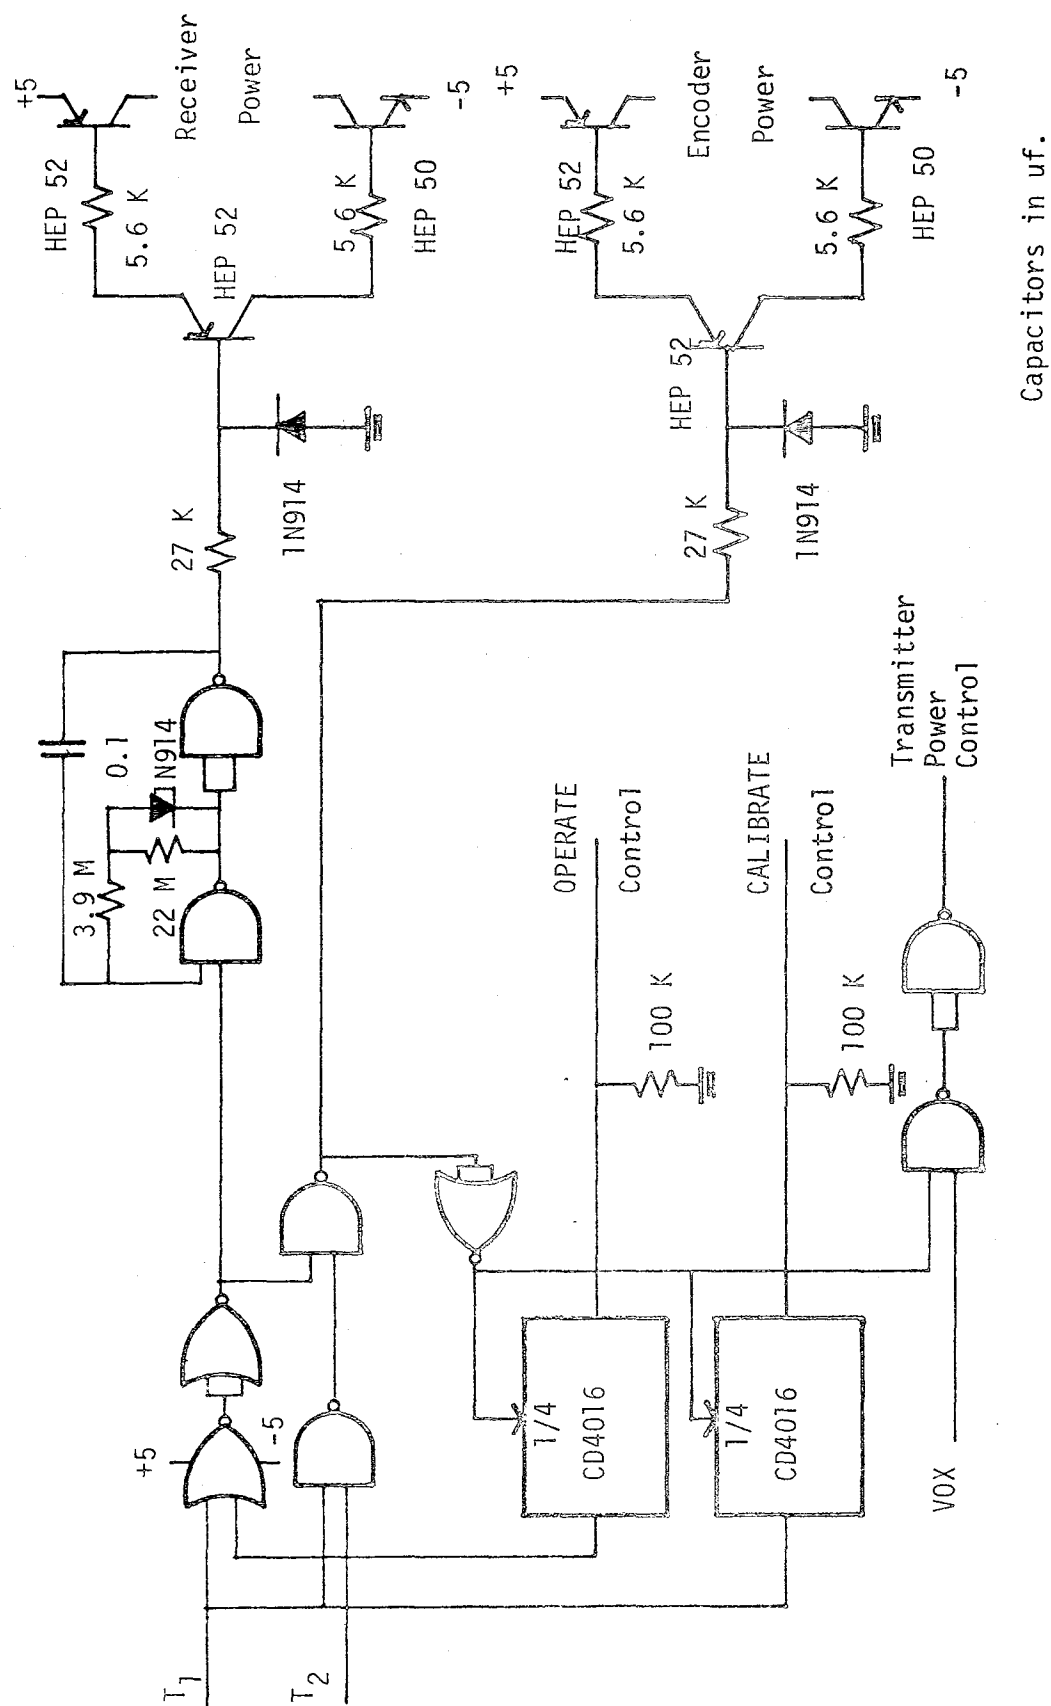 +5
Receiver
Power
-5
HEP 52
5.6 K
HEP 52
5.6 K
HEP 50
+5
Encoder
Power
-5
HEP 52
5.6 K
HEP 52
5.6 K
HEP 50
27 K
1N914
27 K
1N914
0.1
1N914
3.9 M
22 M
OPERATE
Control
100 K
CALIBRATE
Control
100 K
Transmitter
Power
Control
+5
-5
1/4
CD4016
1/4
CD4016
VOX
T1
T2
Capacitors in uf.